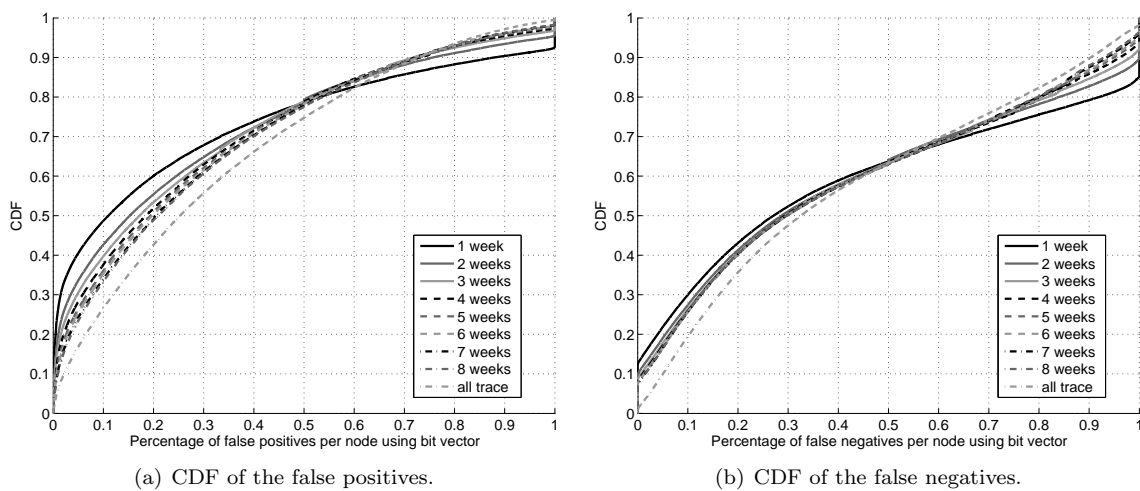 1
0.9
0.8
0.7
0.6
0.5
0.4
0.3
0.2
0.1
0
CDF
0 0.1 0.2 0.3 0.4 0.5 0.6 0.7 0.8 0.9 1
Percentage of false positives per node using bit vector
1 week
2 weeks
3 weeks
4 weeks
5 weeks
6 weeks
7 weeks
8 weeks
all trace
(a) CDF of the false positives.
1
0.9
0.8
0.7
0.6
0.5
0.4
0.3
0.2
0.1
0
CDF
0 0.1 0.2 0.3 0.4 0.5 0.6 0.7 0.8 0.9 1
Percentage of false negatives per node using bit vector
1 week
2 weeks
3 weeks
4 weeks
5 weeks
6 weeks
7 weeks
8 weeks
all trace
(b) CDF of the false negatives.